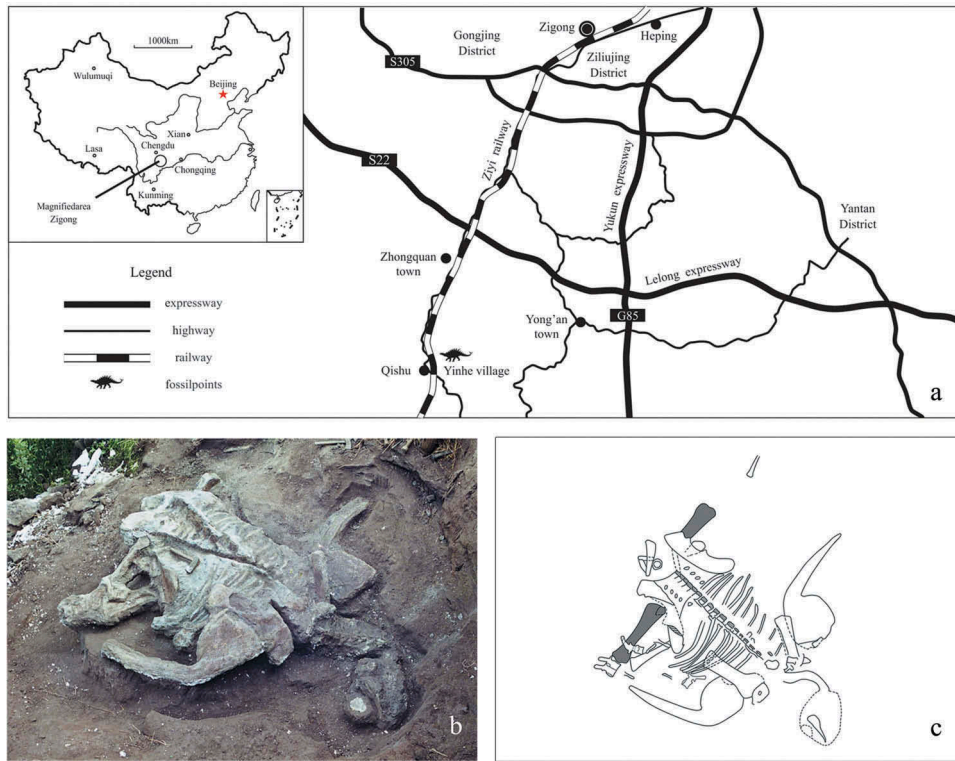 1000km
Wulumuqi
Beijing
Xian
Chengdu
Lasa
Chongqing
Kunming
Magnifiedarea
Zigong
Legend
expressway
highway
railway
fossilpoints
Zigong
Gongjing
District
Heping
Ziliujing
District
S305
S22
Ziyi railway
Yukun expressway
Yantan
District
Zhongquan
town
Lelong expressway
G85
Yong'an
town
Qishu
Yinhe village
a
b
c